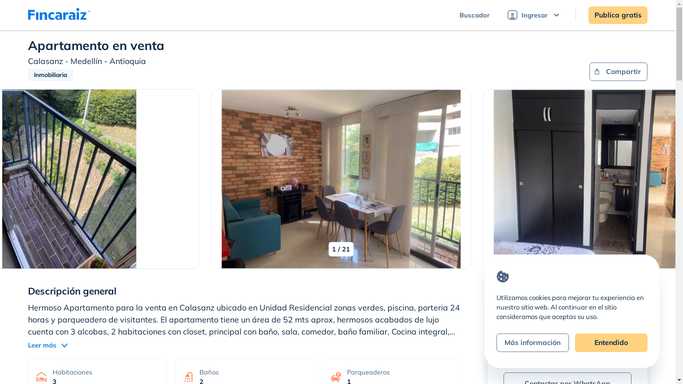 Fincaraiz
Buscador
Ingresar
Publica gratis
Apartamento en venta
Calasanz - Medellín - Antioquia
Inmobiliaria
Compartir
1 / 21
Descripción general
Hermoso Apartamento para la venta en Calasanz ubicado en Unidad Residencial zonas verdes, piscina, porteria 24
horas y parqueadero de visitantes. El apartamento tiene un área de 52 mts aprox, hermosos acabados de lujo
cuenta con 3 alcobas, 2 habitaciones con closet, principal con baño, sala, comedor, baño familiar, Cocina integral,...
Leer más
Habitaciones
3
Baños
2
Parqueaderos
1
Utilizamos cookies para mejorar tu experiencia en
nuestro sitio web. Al continuar en el sitio
consideramos que aceptas su uso.
Más información
Entendido
Contactar por WhatsApp